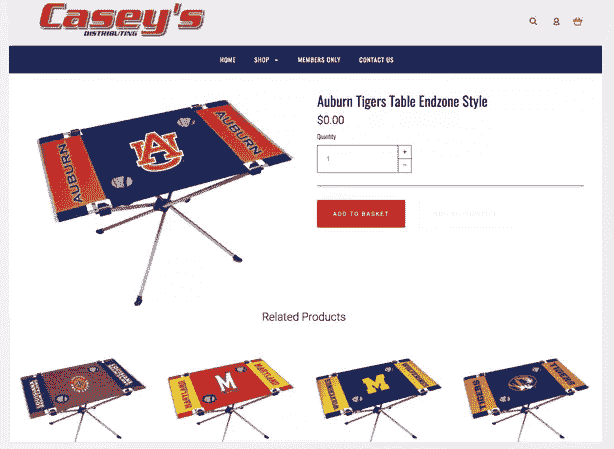 Casey's
DISTRIBUTING
HOME SHOP MEMBERS ONLY CONTACT US
Auburn Tigers Table Endzone Style
$0.00
Quantity
1
+
-
ADD TO BASKET
AUBURN
AU
AUBURN
Related Products
MARYLAND
M
MARYLAND
M
TIGERS
TIGERS